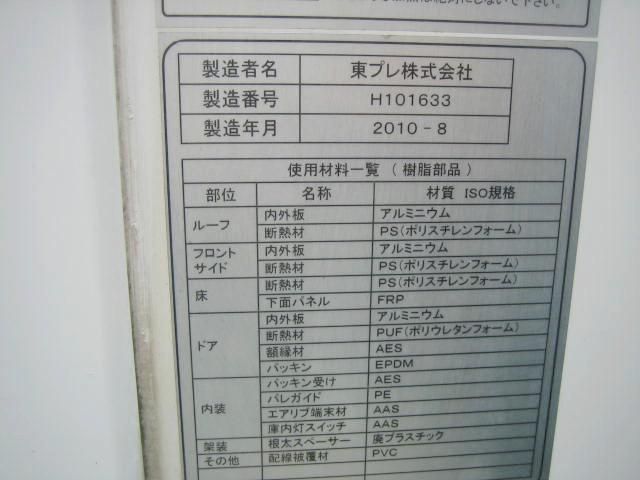 は絶対にしないで下さい。
製造者名 東プレ株式会社
製造番号 H101633
製造年月 2010-8
使用材料一覧 ( 樹脂部品 )
部位 名称 材質 ISO規格
ルーフ 内外板 アルミニウム
断熱材 PS(ポリスチレンフォーム)
フロント サイド 内外板 アルミニウム
断熱材 PS(ポリスチレンフォーム)
床 断熱材 PS(ポリスチレンフォーム)
下面パネル FRP
ドア 内外板 アルミニウム
断熱材 PUF(ポリウレタンフォーム)
額縁材 AES
パッキン EPDM
内装 パッキン受け AES
パレガイド PE
エアリブ端末材 AAS
庫内灯スイッチ AAS
架装 根太スペーサー 廃プラスチック
その他 配線被覆材 PVC